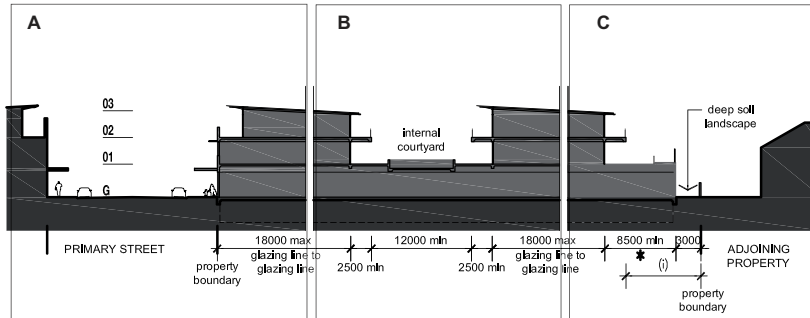 A
B
C
03
02
01
G
internal
courtyard
deep soil
landscape
PRIMARY STREET
property
boundary
18000 max
glazing line to
glazing line
2500 min
12000 min
2500 min
18000 max
glazing line to
glazing line
8500 min
3000
(i)
ADJOINING
PROPERTY
property
boundary